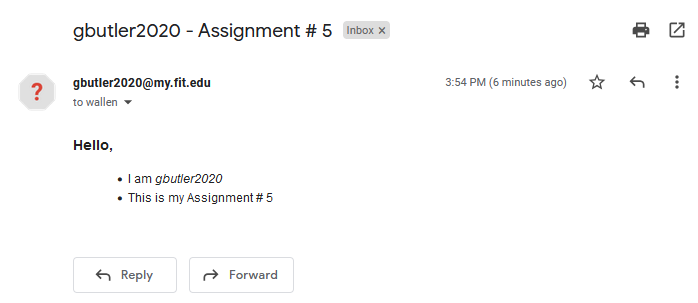 gbutler2020 - Assignment # 5 Inbox ×
gbutler2020@my.fit.edu 3:54 PM (6 minutes ago)
to wallen
Hello,
• I am gbutler2020
• This is my Assignment # 5
Reply Forward